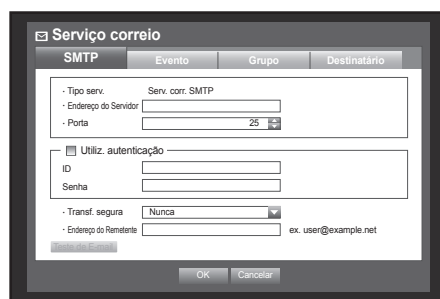 Serviço correio
SMTP Evento Grupo Destinatário
· Tipo serv. Serv. corr. SMTP
· Endereço do Servidor
· Porta 25
Utiliz. autenticação
ID
Senha
· Transf. segura Nunca
· Endereço do Remetente ex. user@example.net
Teste de E-mail
OK Cancelar